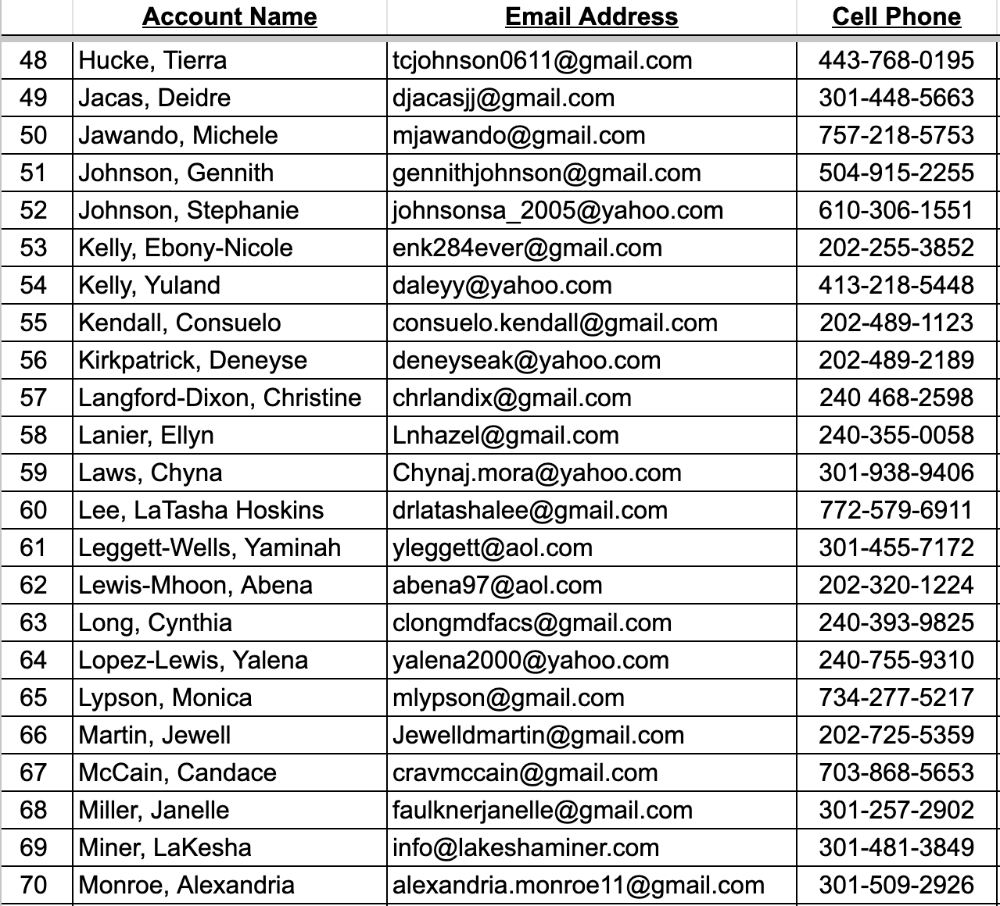 Account Name Email Address Cell Phone
48 Hucke, Tierra tcjohnson0611@gmail.com 443-768-0195
49 Jacas, Deidre djacasjj@gmail.com 301-448-5663
50 Jawando, Michele mjawando@gmail.com 757-218-5753
51 Johnson, Gennith gennithjohnson@gmail.com 504-915-2255
52 Johnson, Stephanie johnsonsa_2005@yahoo.com 610-306-1551
53 Kelly, Ebony-Nicole enk284ever@gmail.com 202-255-3852
54 Kelly, Yuland daleyy@yahoo.com 413-218-5448
55 Kendall, Consuelo consuelo.kendall@gmail.com 202-489-1123
56 Kirkpatrick, Deneyse deneyseak@yahoo.com 202-489-2189
57 Langford-Dixon, Christine chrlandix@gmail.com 240 468-2598
58 Lanier, Ellyn Lnhazel@gmail.com 240-355-0058
59 Laws, Chyna Chynaj.mora@yahoo.com 301-938-9406
60 Lee, LaTasha Hoskins drlatashalee@gmail.com 772-579-6911
61 Leggett-Wells, Yaminah yleggett@aol.com 301-455-7172
62 Lewis-Mhoon, Abena abena97@aol.com 202-320-1224
63 Long, Cynthia clongmdfacs@gmail.com 240-393-9825
64 Lopez-Lewis, Yalena yalena2000@yahoo.com 240-755-9310
65 Lypson, Monica mlypson@gmail.com 734-277-5217
66 Martin, Jewell Jewelldmartin@gmail.com 202-725-5359
67 McCain, Candace cravmccain@gmail.com 703-868-5653
68 Miller, Janelle faulknerjanelle@gmail.com 301-257-2902
69 Miner, LaKesha info@lakeshaminer.com 301-481-3849
70 Monroe, Alexandria alexandria.monroe11@gmail.com 301-509-2926